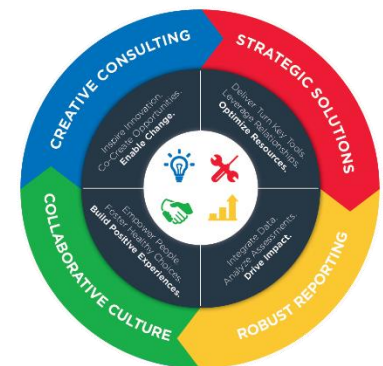 CREATIVE CONSULTING
Inspire Innovation.
Co-Create Opportunities.
Enable Change.
STRATEGIC SOLUTIONS
Deliver Turn Key Tools.
Leverage Relationships.
Optimize Resources.
COLLABORATIVE CULTURE
Empower People.
Foster Healthy Choices.
Build Positive Experiences.
ROBUST REPORTING
Integrate Data.
Analyze Assessments.
Drive Impact.